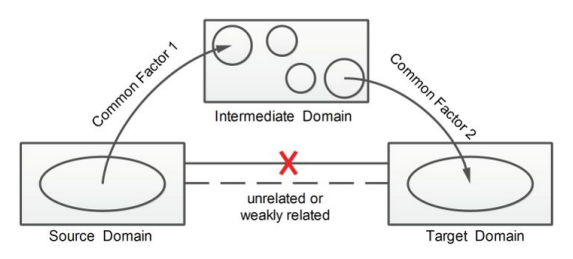 Common Factor 1
Common Factor 2
Intermediate Domain
unrelated or
weakly related
Source Domain
Target Domain